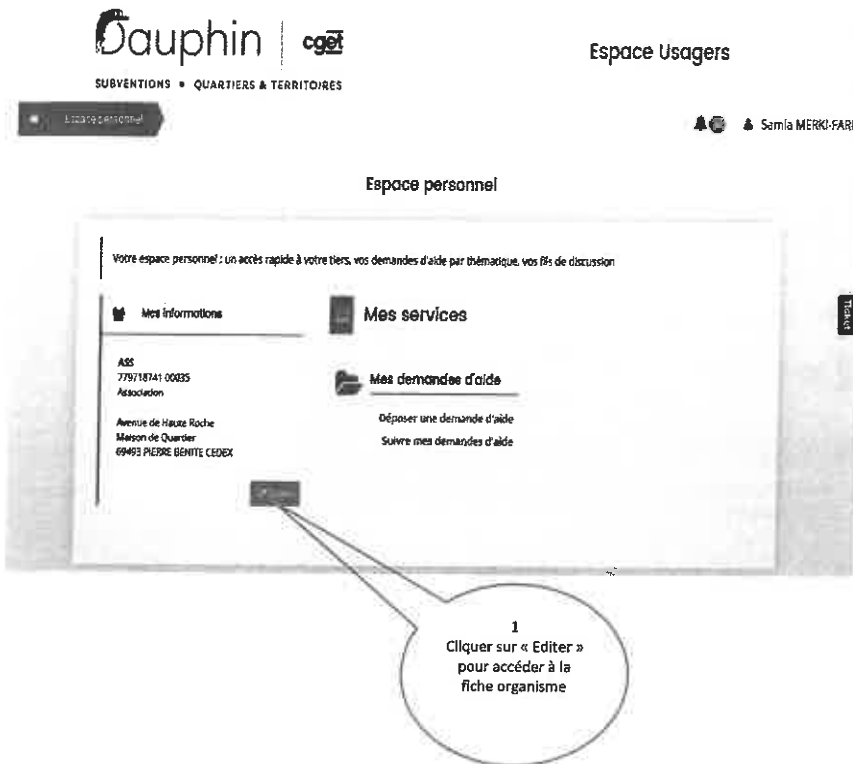 Dauphin | cget
Espace Usagers
SUBVENTIONS • QUARTIERS & TERRITOIRES
Espace personnel
Samia MERKI-FARI
Espace personnel
Votre espace personnel : un accès rapide à votre tiers, vos demandes d'aide par thématique, vos fils de discussion
Mes informations
Mes services
Ticket
ASS
779718741 00035
Association
Mes demandes d'aide
Avenue de Haute Roche
Maison de Quartier
69493 PIERRE BENITE CEDEX
Déposer une demande d'aide
Suivre mes demandes d'aide
1
Cliquer sur « Editer »
pour accéder à la
fiche organisme